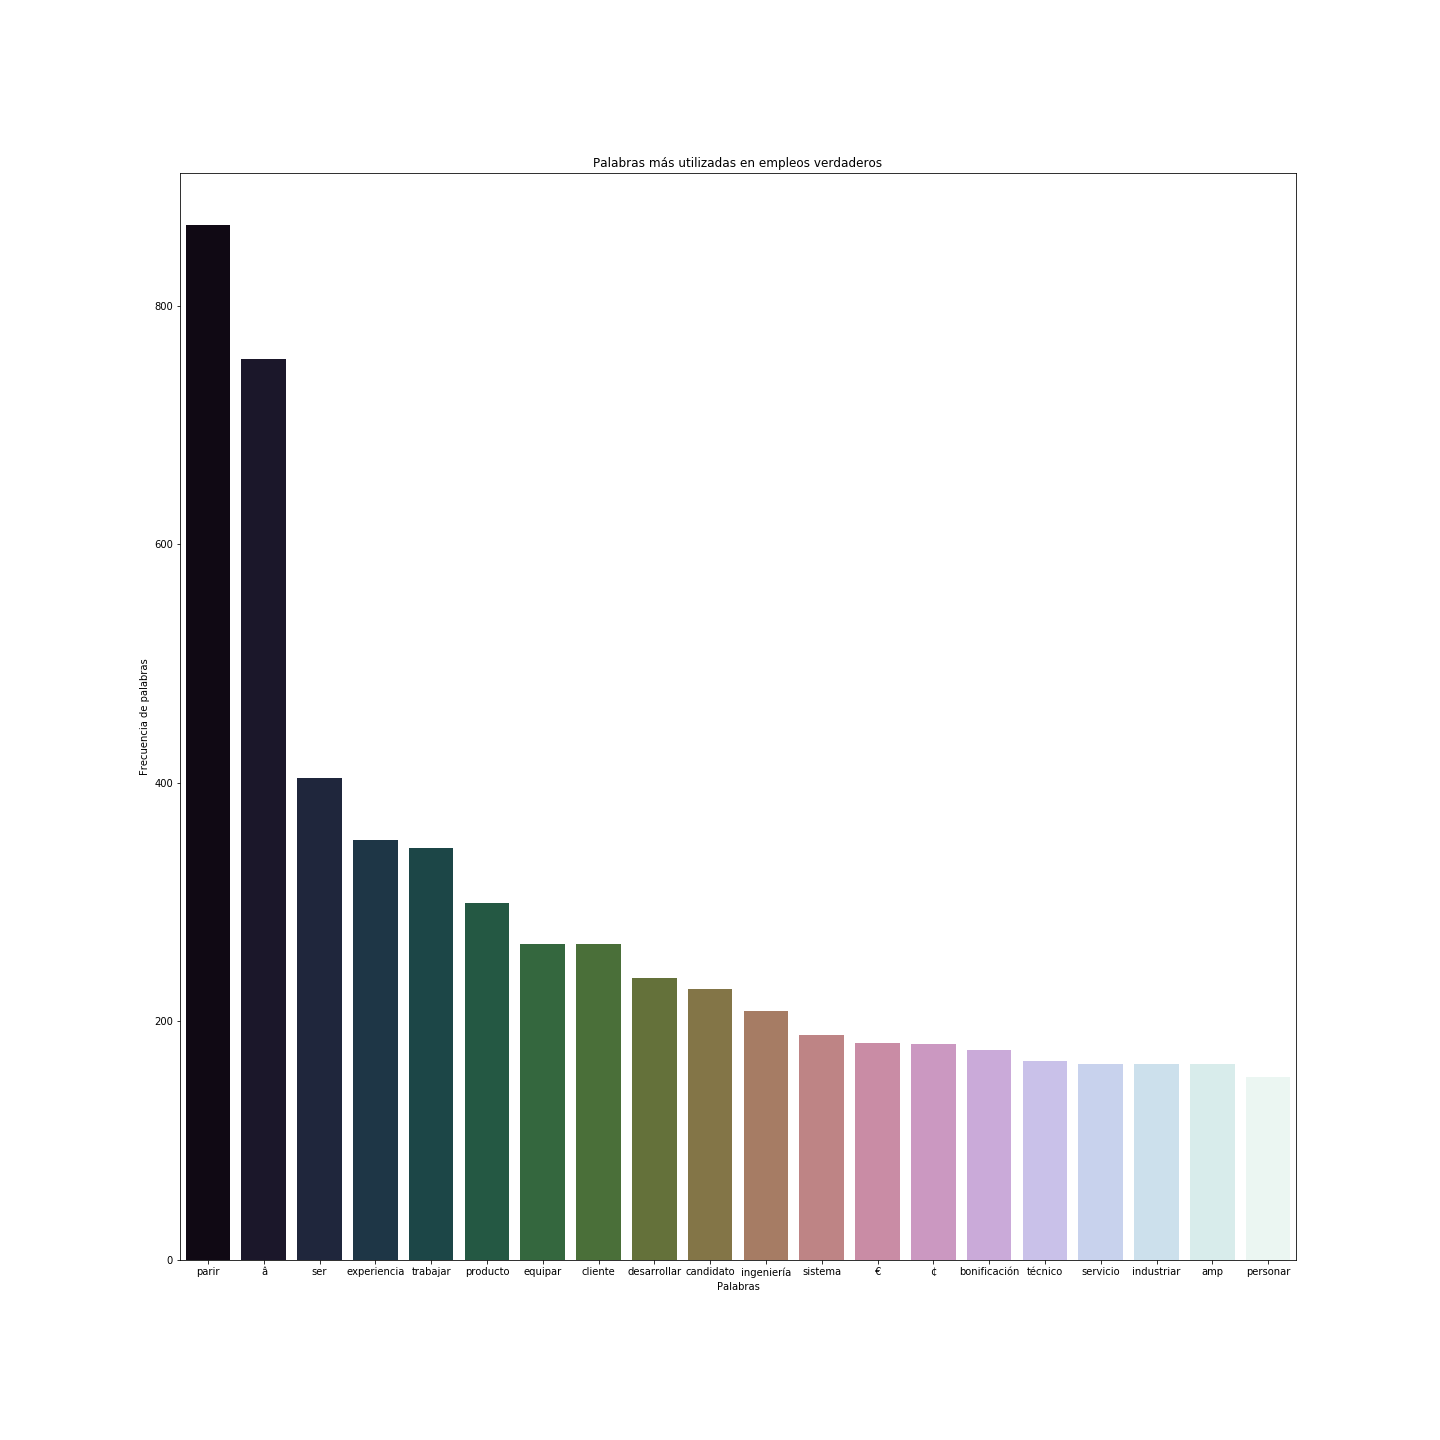 Palabras más utilizadas en empleos verdaderos
Frecuencia de palabras
800
600
400
200
0
parir â ser experiencia trabajar producto equipar cliente desarrollar candidato ingeniería sistema € ¢ bonificación técnico servicio industriar amp personar
Palabras